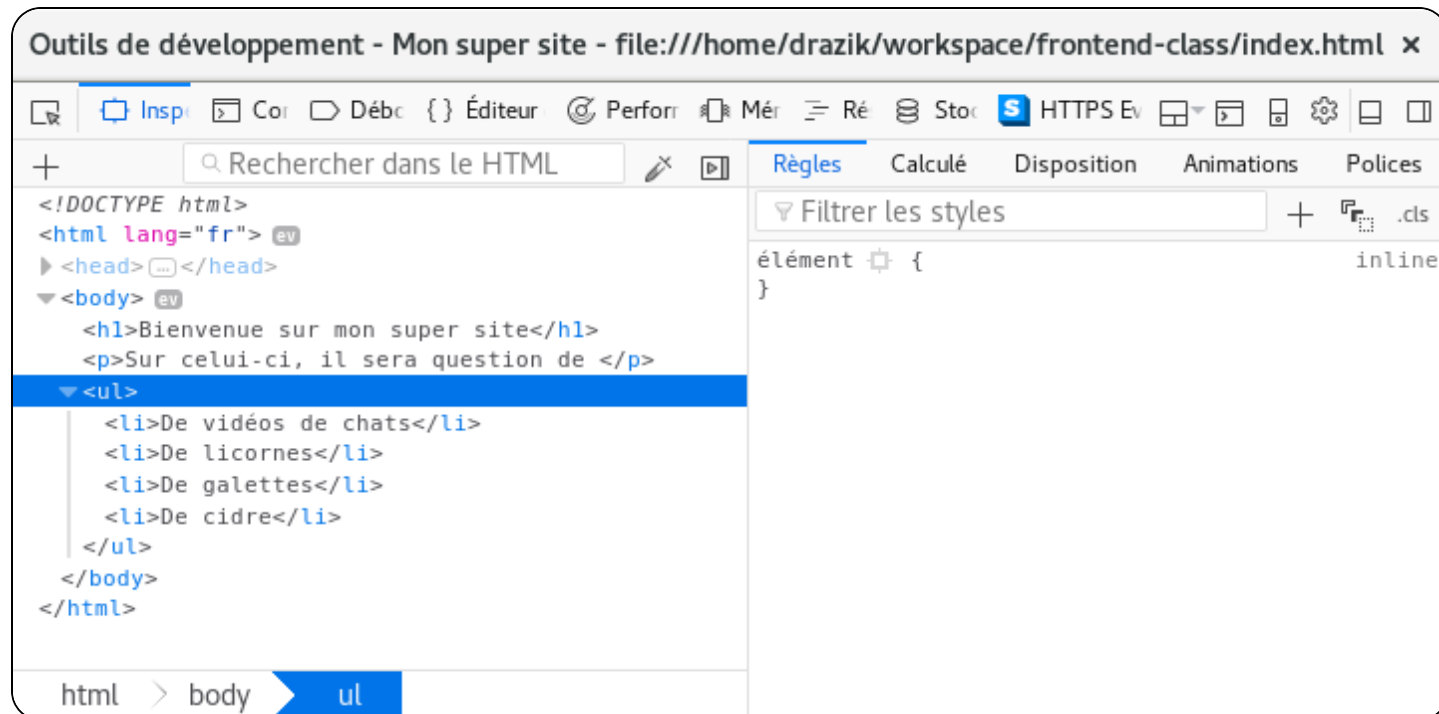 Outils de développement - Mon super site - file:///home/drazik/workspace/frontend-class/index.html ×
Inspe Con Débo { } Éditeur Perform Mém Ré Stoc S HTTPS Ev
+ Rechercher dans le HTML
Règles Calculé Disposition Animations Polices
Filtrer les styles + .cls
<!DOCTYPE html>
<html lang="fr"> ev
<head>…</head>
<body> ev
<h1>Bienvenue sur mon super site</h1>
<p>Sur celui-ci, il sera question de </p>
<ul>
<li>De vidéos de chats</li>
<li>De licornes</li>
<li>De galettes</li>
<li>De cidre</li>
</ul>
</body>
</html>
élément { inline
}
html > body > ul